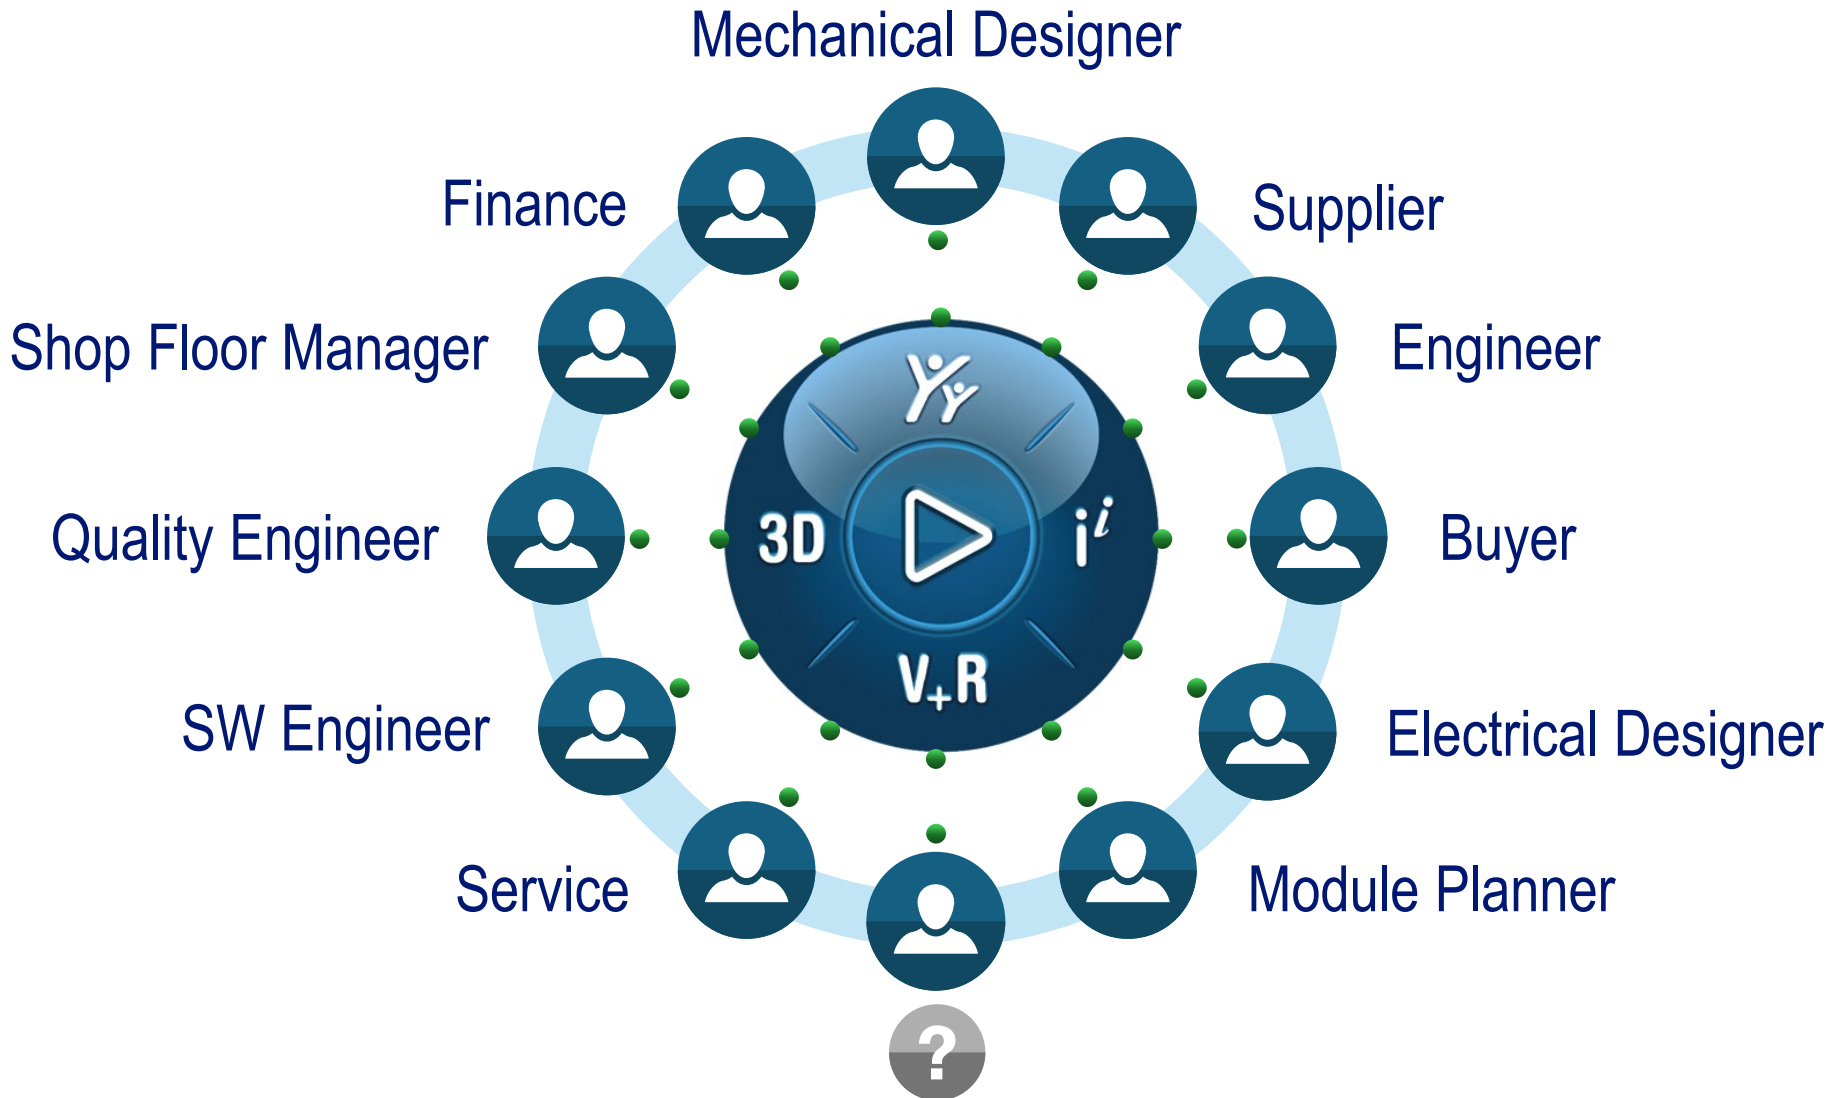 Mechanical Designer
Finance
Supplier
Shop Floor Manager
Engineer
3D
i i
Quality Engineer
Buyer
V+R
SW Engineer
Electrical Designer
Service
Module Planner
?